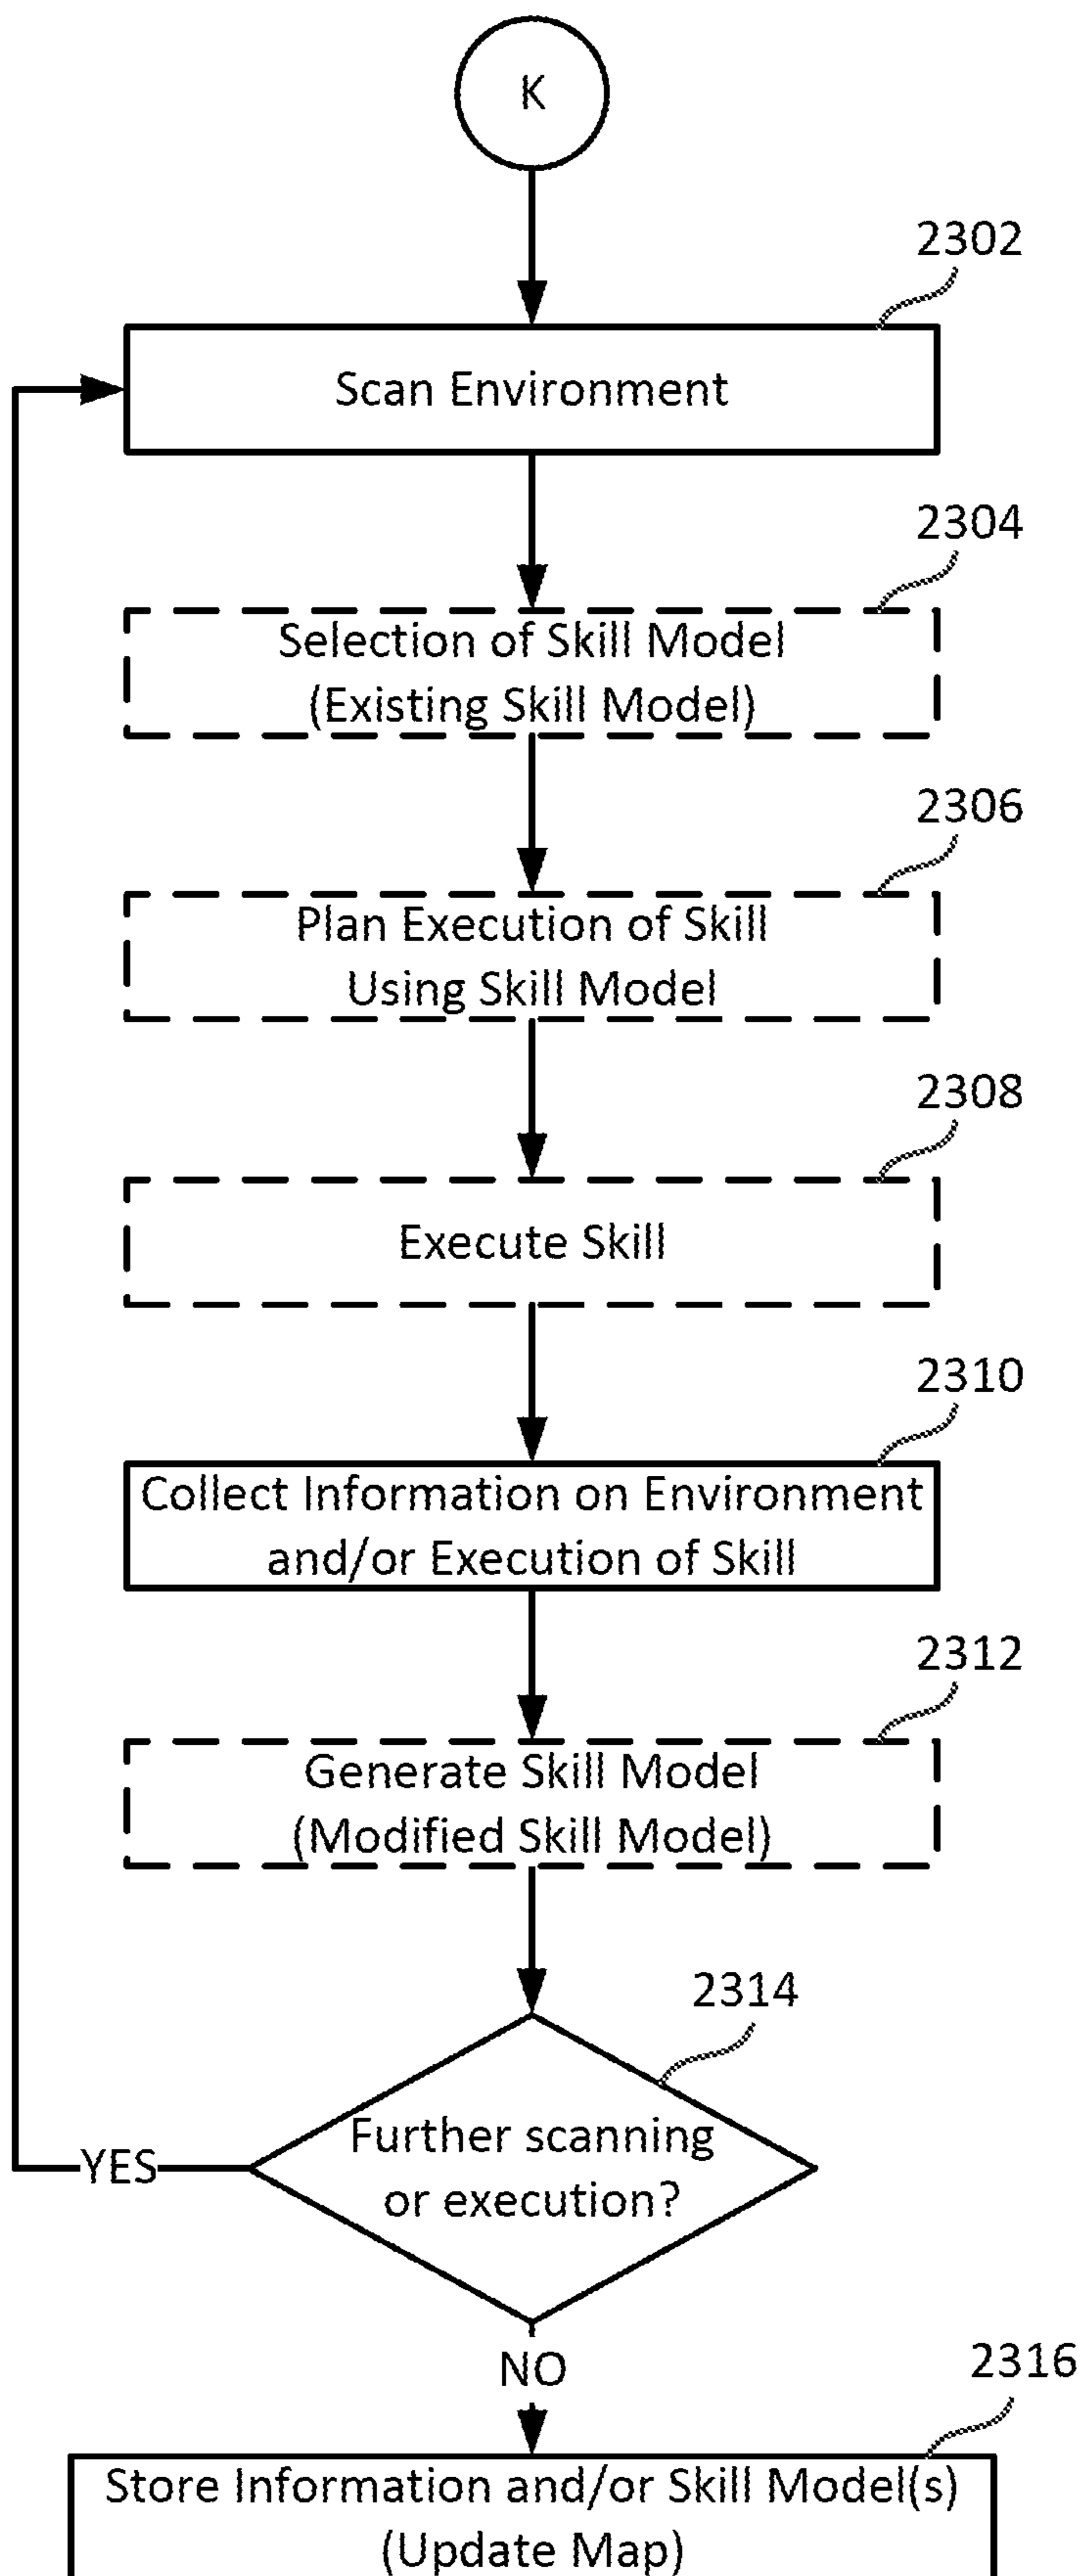 K
2302
Scan Environment
2304
Selection of Skill Model
(Existing Skill Model)
2306
Plan Execution of Skill
Using Skill Model
2308
Execute Skill
2310
Collect Information on Environment
and/or Execution of Skill
2312
Generate Skill Model
(Modified Skill Model)
2314
Further scanning
or execution?
YES
NO
2316
Store Information and/or Skill Model(s)
(Update Map)